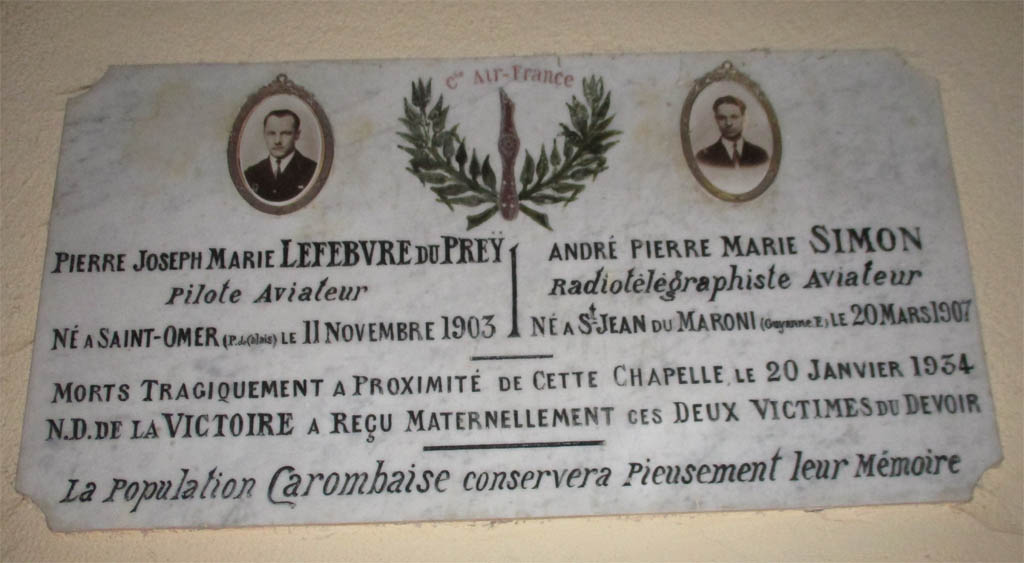 Cie Air-France
PIERRE JOSEPH MARIE LEFEBVRE DU PREŸ
Pilote Aviateur
NÉ A SAINT-OMER (P. de Calais) LE 11 NOVEMBRE 1903
ANDRÉ PIERRE MARIE SIMON
Radiotélégraphiste Aviateur
NÉ A St-JEAN DU MARONI (Guyanne F.) LE 20 MARS 1907
MORTS TRAGIQUEMENT A PROXIMITÉ DE CETTE CHAPELLE, LE 20 JANVIER 1934
N.D. DE LA VICTOIRE A REÇU MATERNELLEMENT CES DEUX VICTIMES DU DEVOIR
La Population Carombaise conservera Pieusement leur Mémoire